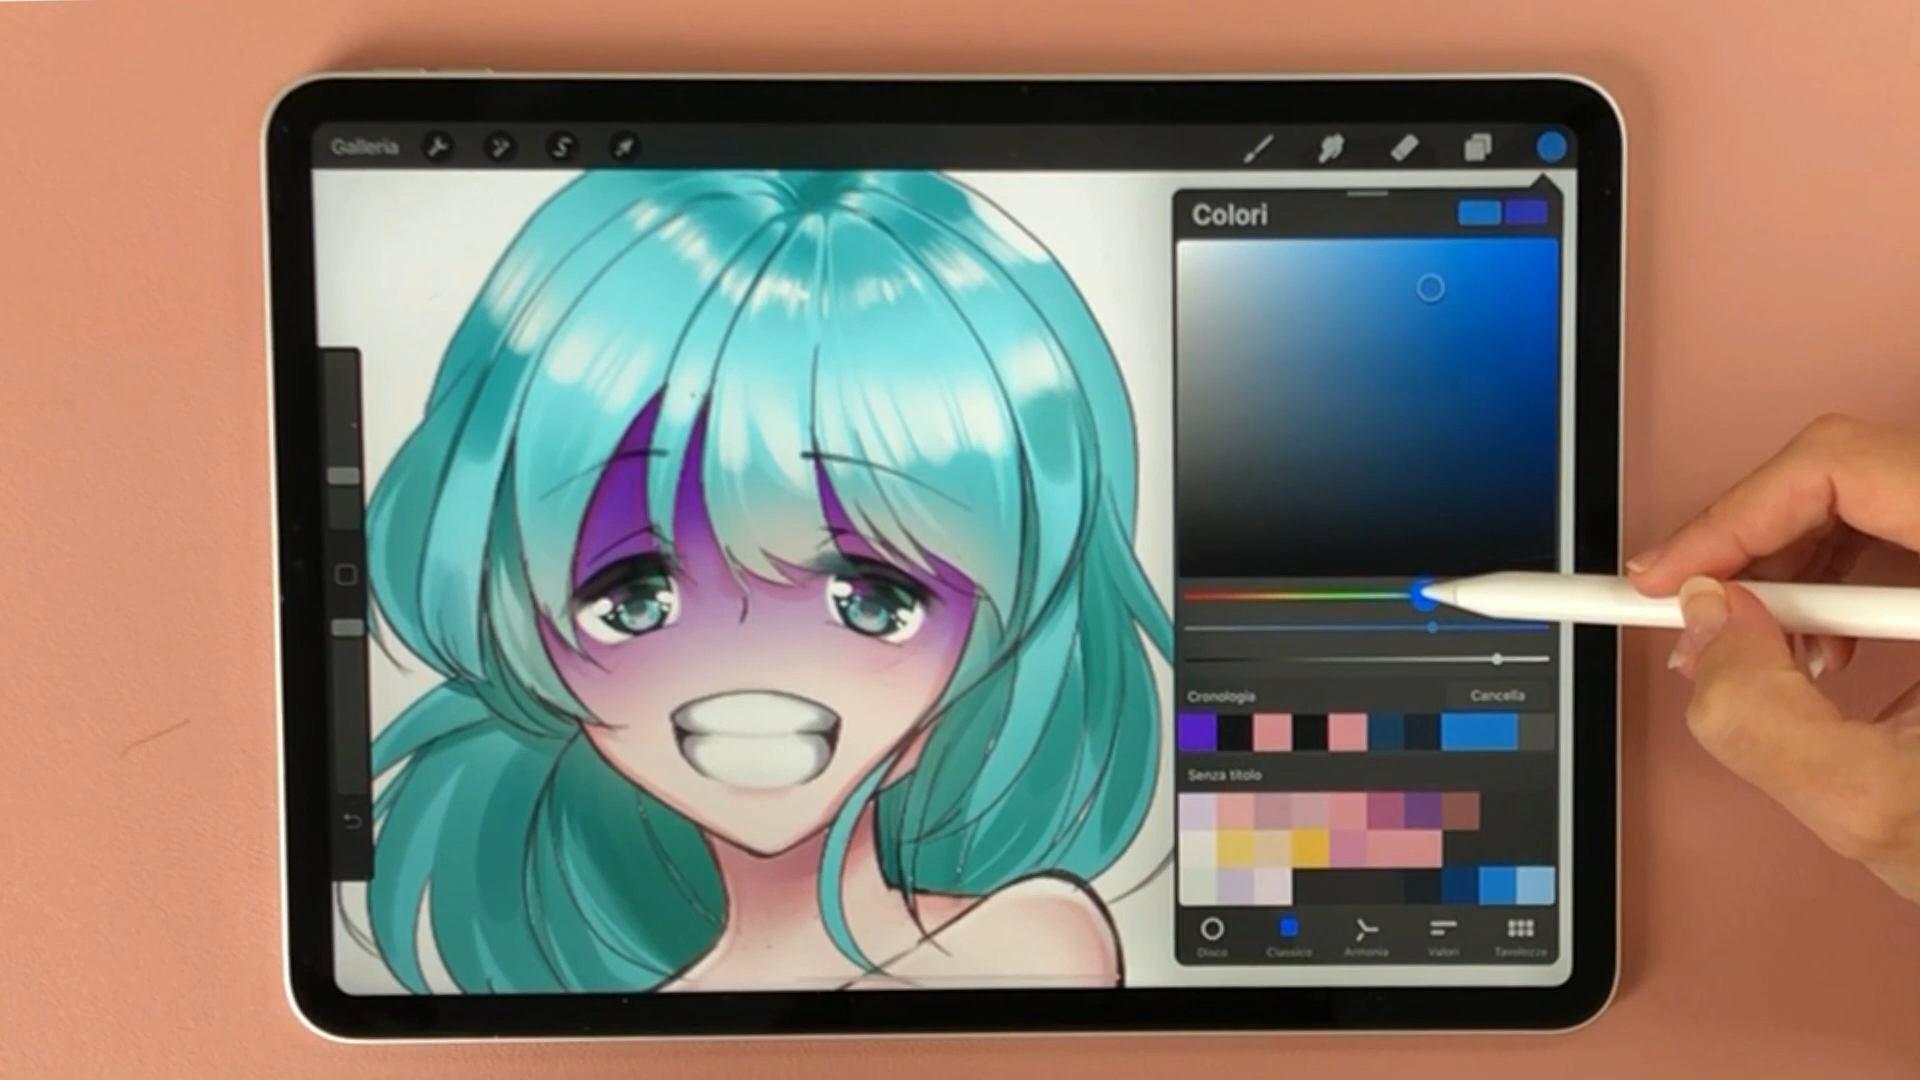 Galleria
S
Colori
Cronologia Cancella
Senza titolo
Disco Classico Armonia Valori Tavolozze